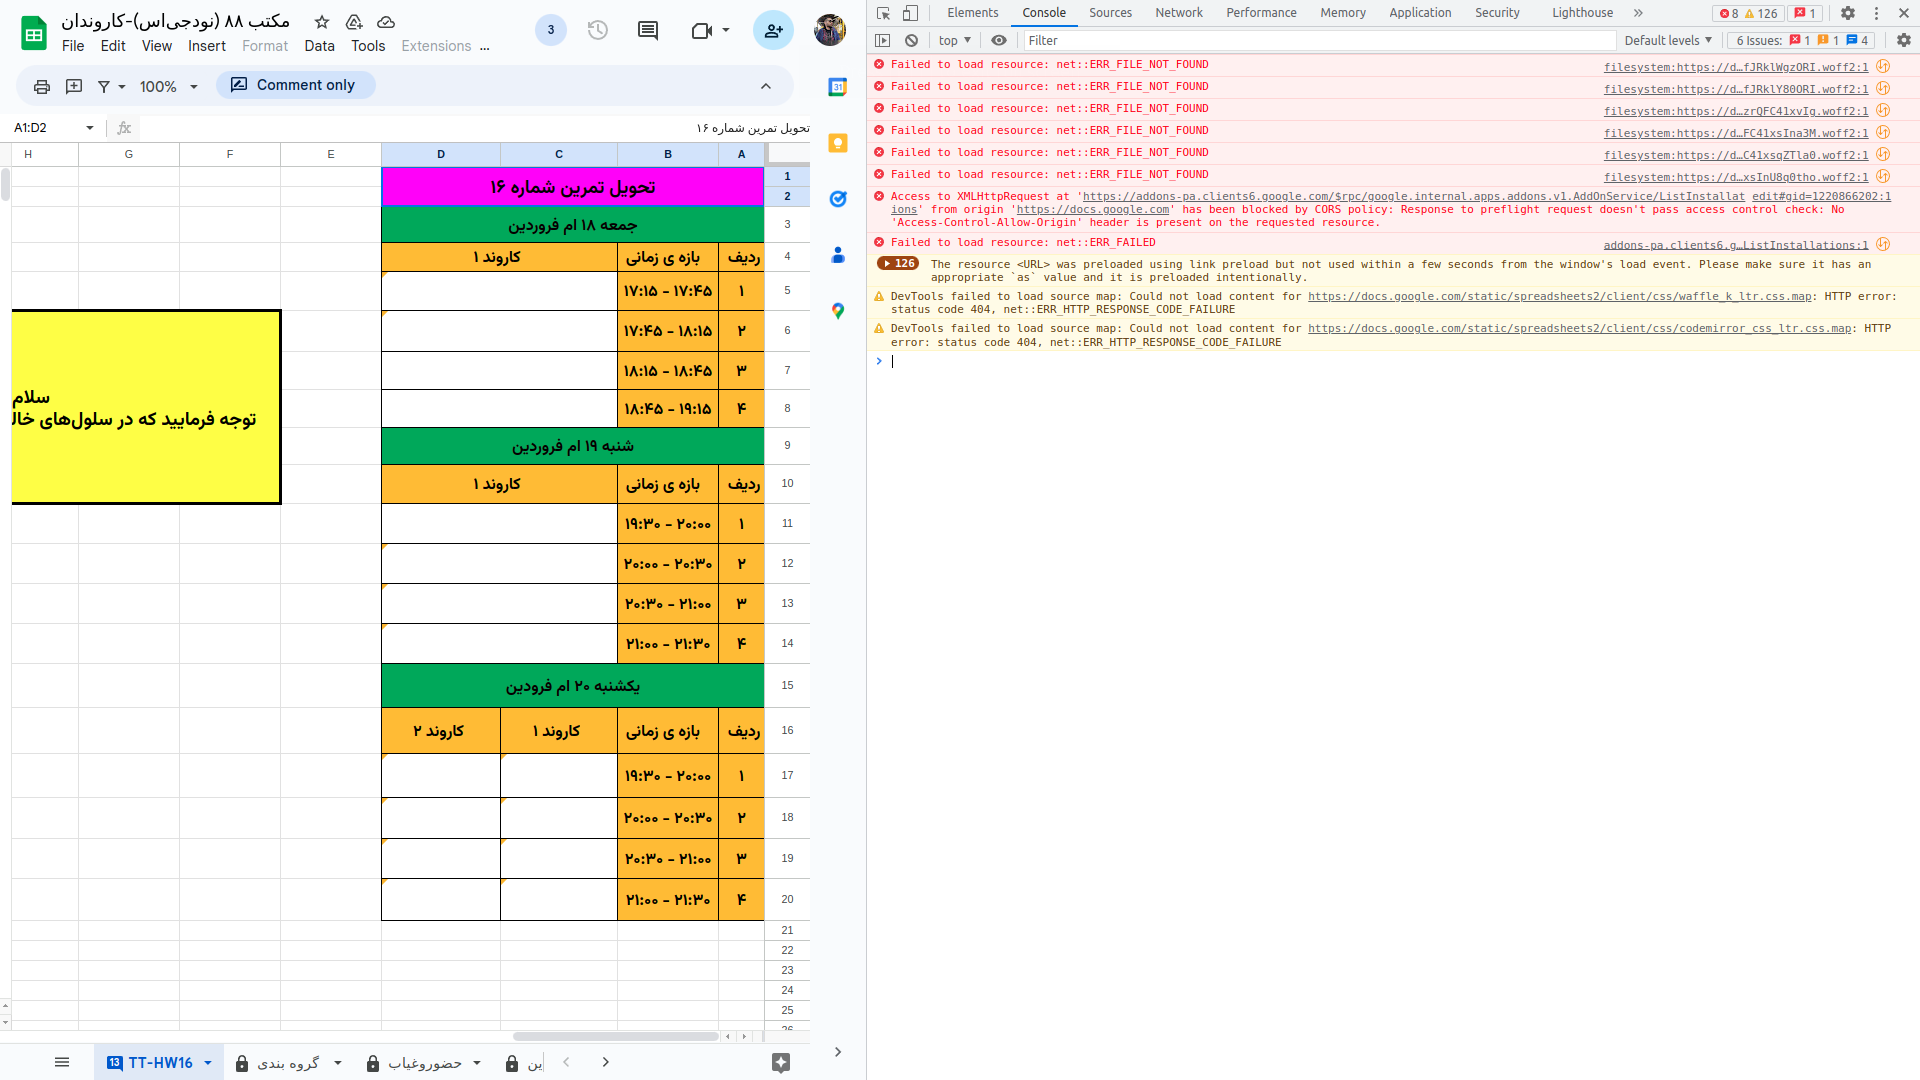 مکتب ۸۸ (نودجی‌اس)-کاروندان
File Edit View Insert Format Data Tools Extensions ...
3
100%
Comment only
A1:D2
fx
تحویل تمرین شماره ۱۶
H G F E D C B A
1
2
تحویل تمرین شماره ۱۶
3
جمعه ۱۸ ام فروردین
4
ردیف بازه ی زمانی کاروند ۱
5
۱ ۱۷:۱۵ - ۱۷:۴۵
6
۲ ۱۷:۴۵ - ۱۸:۱۵
7
۳ ۱۸:۱۵ - ۱۸:۴۵
8
۴ ۱۸:۴۵ - ۱۹:۱۵
سلام
توجه فرمایید که در سلول‌های
9
شنبه ۱۹ ام فروردین
10
ردیف بازه ی زمانی کاروند ۱
11
۱ ۱۹:۳۰ - ۲۰:۰۰
12
۲ ۲۰:۰۰ - ۲۰:۳۰
13
۳ ۲۰:۳۰ - ۲۱:۰۰
14
۴ ۲۱:۰۰ - ۲۱:۳۰
15
یکشنبه ۲۰ ام فرودین
16
ردیف بازه ی زمانی کاروند ۱ کاروند ۲
17
۱ ۱۹:۳۰ - ۲۰:۰۰
18
۲ ۲۰:۰۰ - ۲۰:۳۰
19
۳ ۲۰:۳۰ - ۲۱:۰۰
20
۴ ۲۱:۰۰ - ۲۱:۳۰
21
22
23
24
25
13 TT-HW16 گروه بندی حضوروغیاب
31
Elements Console Sources Network Performance Memory Application Security Lighthouse » 8 126 1
top Filter Default levels 6 Issues: 1 1 4
Failed to load resource: net::ERR_FILE_NOT_FOUND filesystem:https://d…fJRklWgzORI.woff2:1
Failed to load resource: net::ERR_FILE_NOT_FOUND filesystem:https://d…fJRklY80ORI.woff2:1
Failed to load resource: net::ERR_FILE_NOT_FOUND filesystem:https://d…zrQFC41xvIg.woff2:1
Failed to load resource: net::ERR_FILE_NOT_FOUND filesystem:https://d…FC41xsIna3M.woff2:1
Failed to load resource: net::ERR_FILE_NOT_FOUND filesystem:https://d…C41xsqZTla0.woff2:1
Failed to load resource: net::ERR_FILE_NOT_FOUND filesystem:https://d…xsInU8q0tho.woff2:1
Access to XMLHttpRequest at 'https://addons-pa.clients6.google.com/$rpc/google.internal.apps.addons.v1.AddOnService/ListInstallat edit#gid=1220866202:1
ions' from origin 'https://docs.google.com' has been blocked by CORS policy: Response to preflight request doesn't pass access control check: No
'Access-Control-Allow-Origin' header is present on the requested resource.
Failed to load resource: net::ERR_FAILED addons-pa.clients6.g…ListInstallations:1
126 The resource <URL> was preloaded using link preload but not used within a few seconds from the window's load event. Please make sure it has an
appropriate `as` value and it is preloaded intentionally.
DevTools failed to load source map: Could not load content for https://docs.google.com/static/spreadsheets2/client/css/waffle_k_ltr.css.map: HTTP error:
status code 404, net::ERR_HTTP_RESPONSE_CODE_FAILURE
DevTools failed to load source map: Could not load content for https://docs.google.com/static/spreadsheets2/client/css/codemirror_css_ltr.css.map: HTTP
error: status code 404, net::ERR_HTTP_RESPONSE_CODE_FAILURE